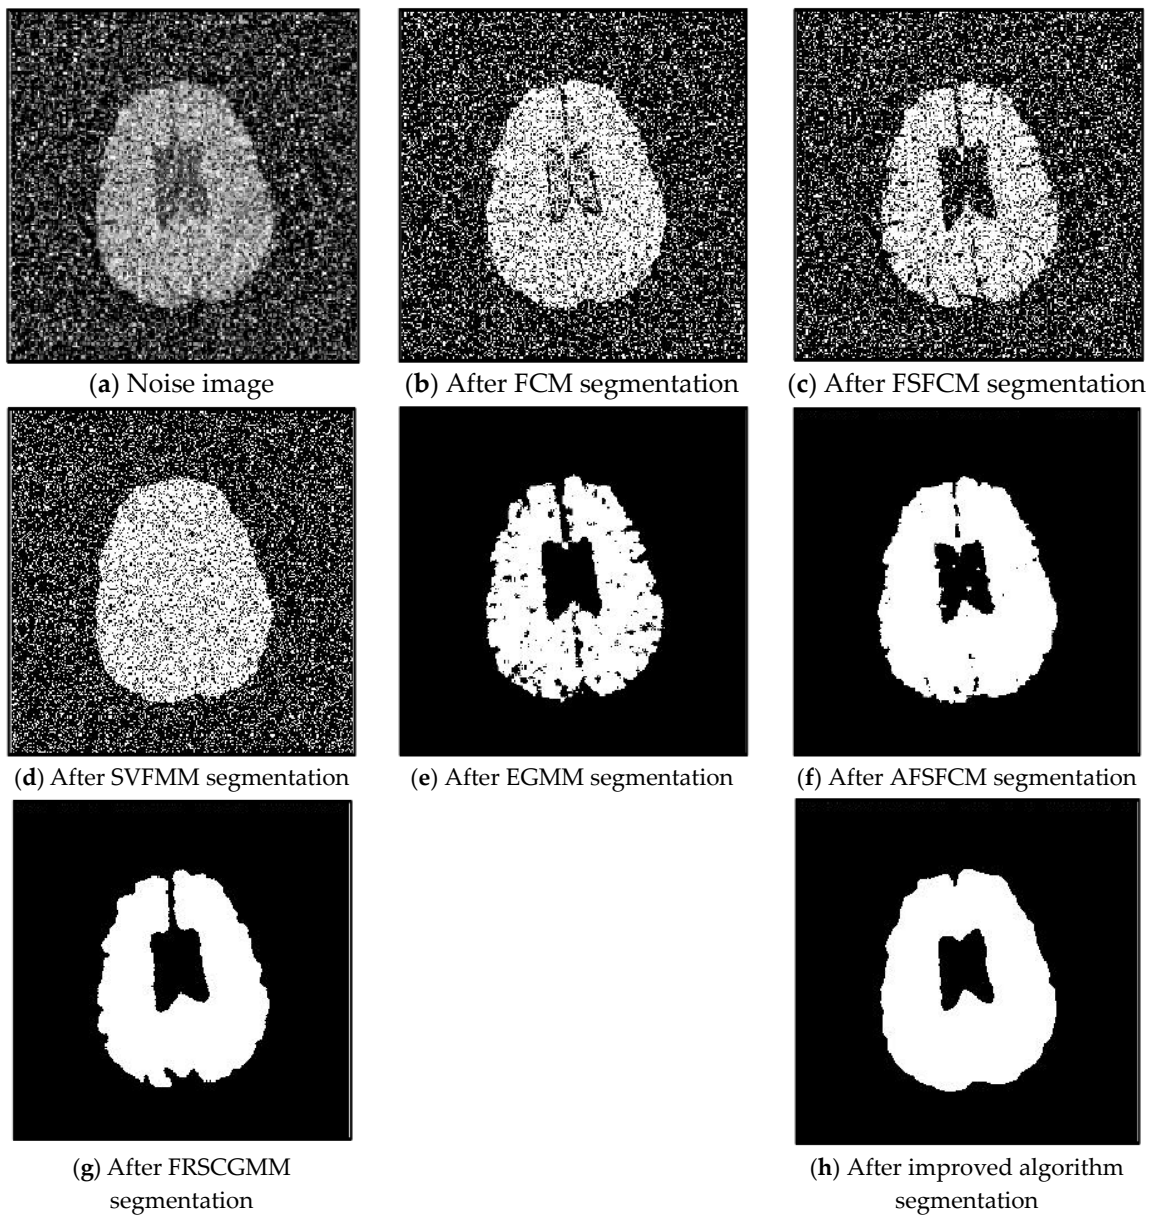 (a) Noise image
(b) After FCM segmentation
(c) After FSFCM segmentation
(d) After SVFMM segmentation
(e) After EGMM segmentation
(f) After AFSFCM segmentation
(g) After FRSCGMM
segmentation
(h) After improved algorithm
segmentation